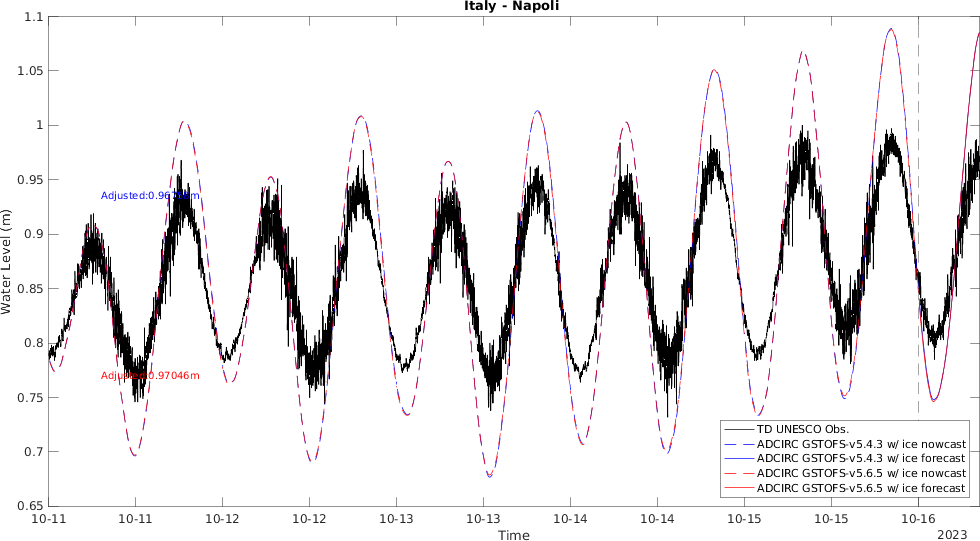 Italy - Napoli
Water Level (m)
1.1
1.05
1
0.95
0.9
0.85
0.8
0.75
0.7
0.65
Adjusted:0.96
Adjusted:0.97046m
TD UNESCO Obs.
ADCIRC GSTOFS-v5.4.3 w/ ice nowcast
ADCIRC GSTOFS-v5.4.3 w/ ice forecast
ADCIRC GSTOFS-v5.6.5 w/ ice nowcast
ADCIRC GSTOFS-v5.6.5 w/ ice forecast
10-11 10-11 10-12 10-12 10-13 10-13 10-14 10-14 10-15 10-15 10-16
Time
2023